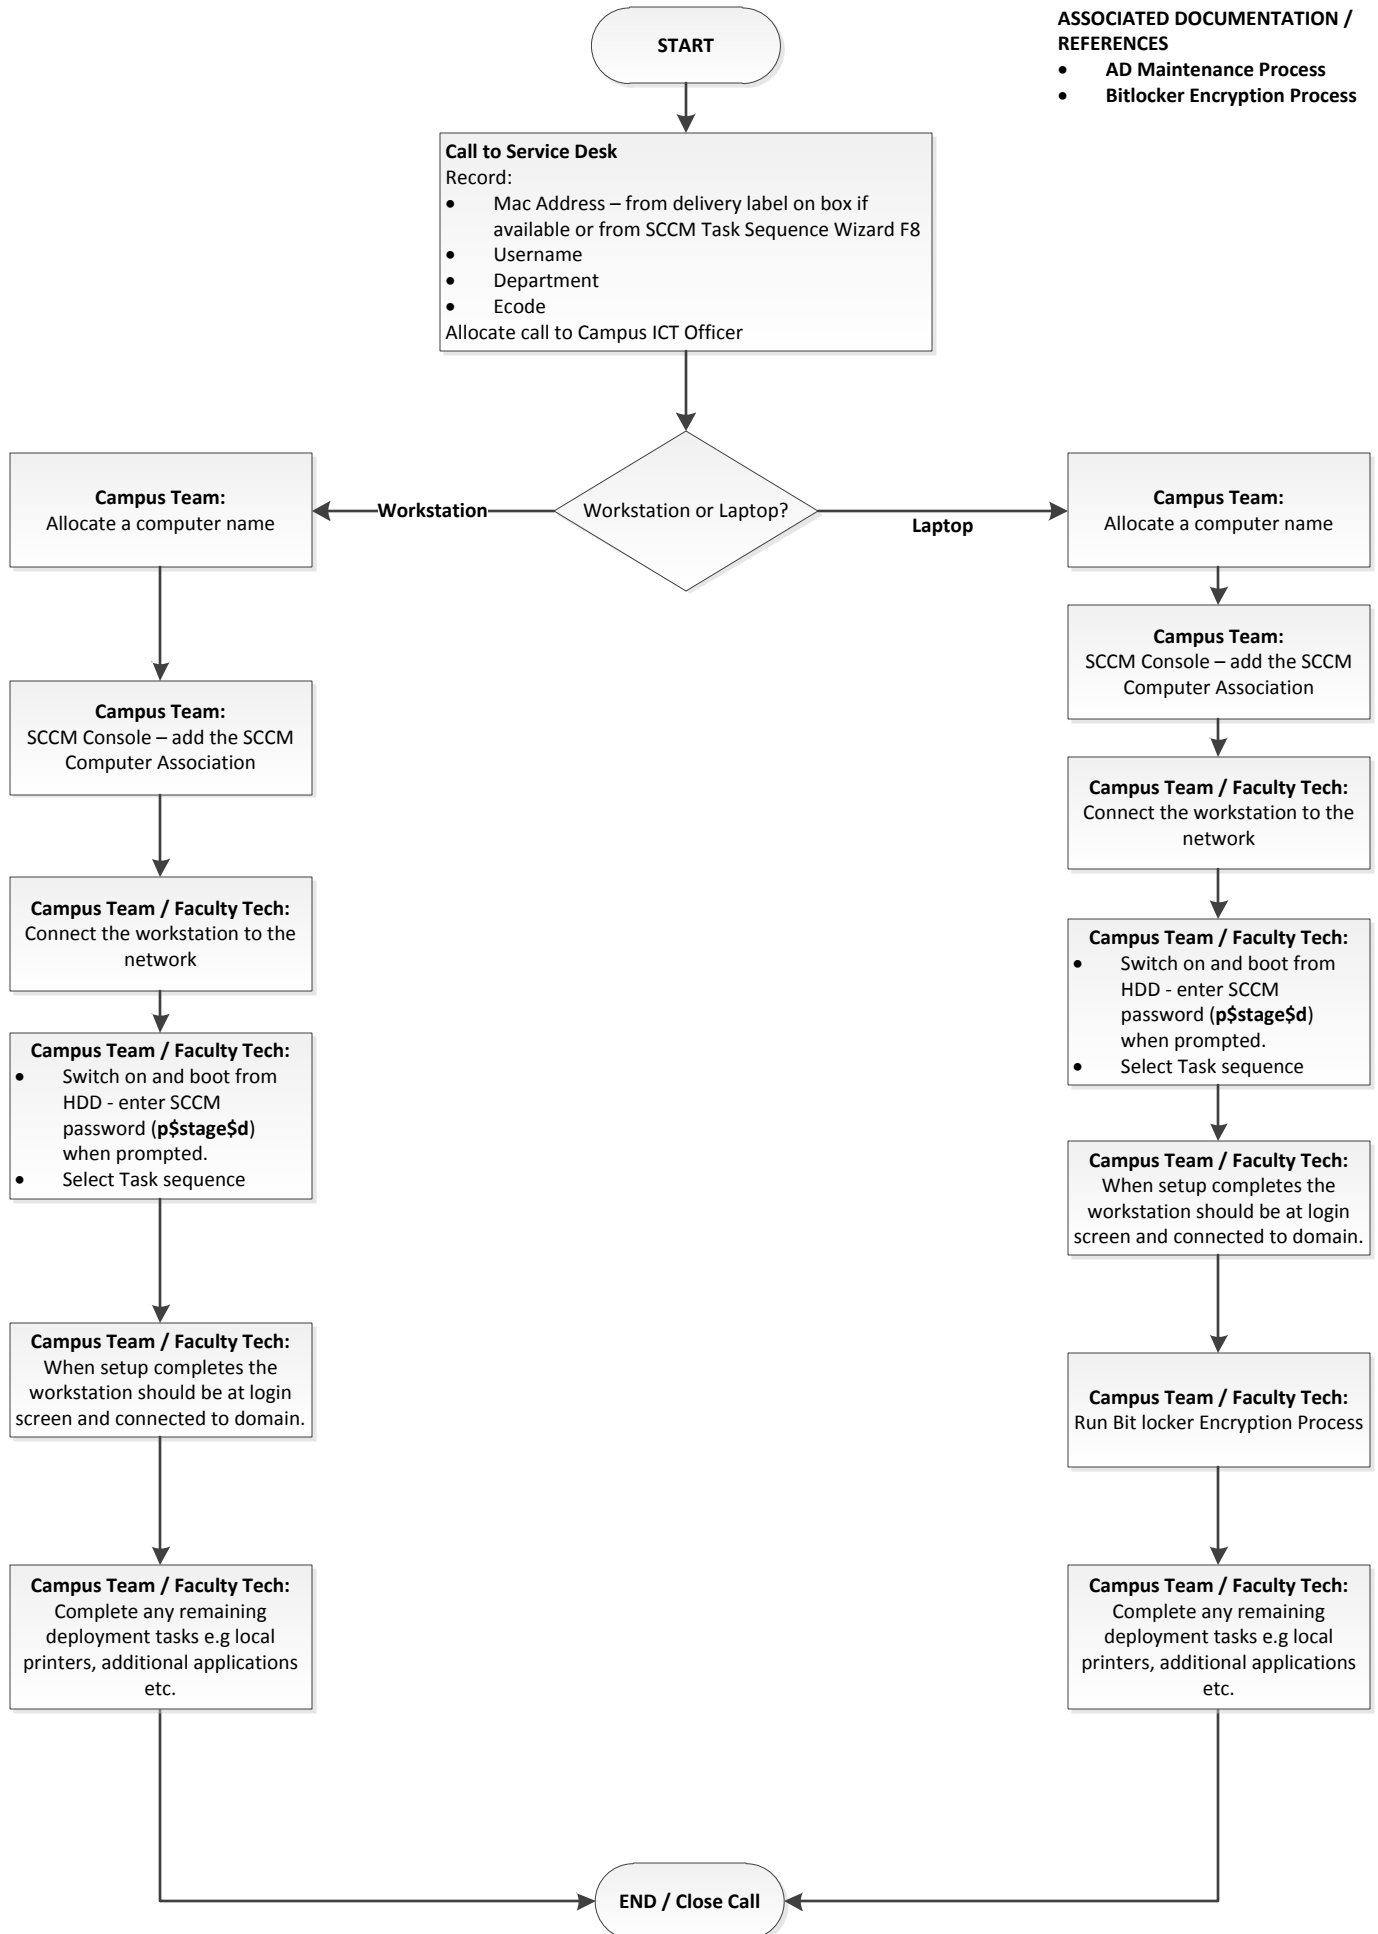 START
ASSOCIATED DOCUMENTATION /
REFERENCES
• AD Maintenance Process
• Bitlocker Encryption Process
Call to Service Desk
Record:
• Mac Address – from delivery label on box if
available or from SCCM Task Sequence Wizard F8
• Username
• Department
• Ecode
Allocate call to Campus ICT Officer
Workstation or Laptop?
Workstation
Laptop
Campus Team:
Allocate a computer name
Campus Team:
SCCM Console – add the SCCM
Computer Association
Campus Team / Faculty Tech:
Connect the workstation to the
network
Campus Team / Faculty Tech:
• Switch on and boot from
HDD - enter SCCM
password (p$stage$d)
when prompted.
• Select Task sequence
Campus Team / Faculty Tech:
When setup completes the
workstation should be at login
screen and connected to domain.
Campus Team / Faculty Tech:
Complete any remaining
deployment tasks e.g local
printers, additional applications
etc.
Campus Team:
Allocate a computer name
Campus Team:
SCCM Console – add the SCCM
Computer Association
Campus Team / Faculty Tech:
Connect the workstation to the
network
Campus Team / Faculty Tech:
• Switch on and boot from
HDD - enter SCCM
password (p$stage$d)
when prompted.
• Select Task sequence
Campus Team / Faculty Tech:
When setup completes the
workstation should be at login
screen and connected to domain.
Campus Team / Faculty Tech:
Run Bit locker Encryption Process
Campus Team / Faculty Tech:
Complete any remaining
deployment tasks e.g local
printers, additional applications
etc.
END / Close Call